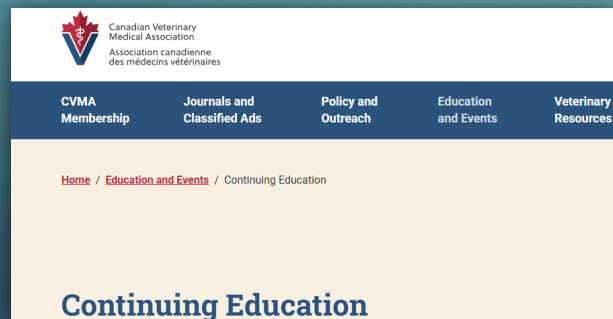 Canadian Veterinary
Medical Association
Association canadienne
des médecins vétérinaires
CVMA
Membership
Journals and
Classified Ads
Policy and
Outreach
Education
and Events
Veterinary
Resources
Home / Education and Events / Continuing Education
Continuing Education